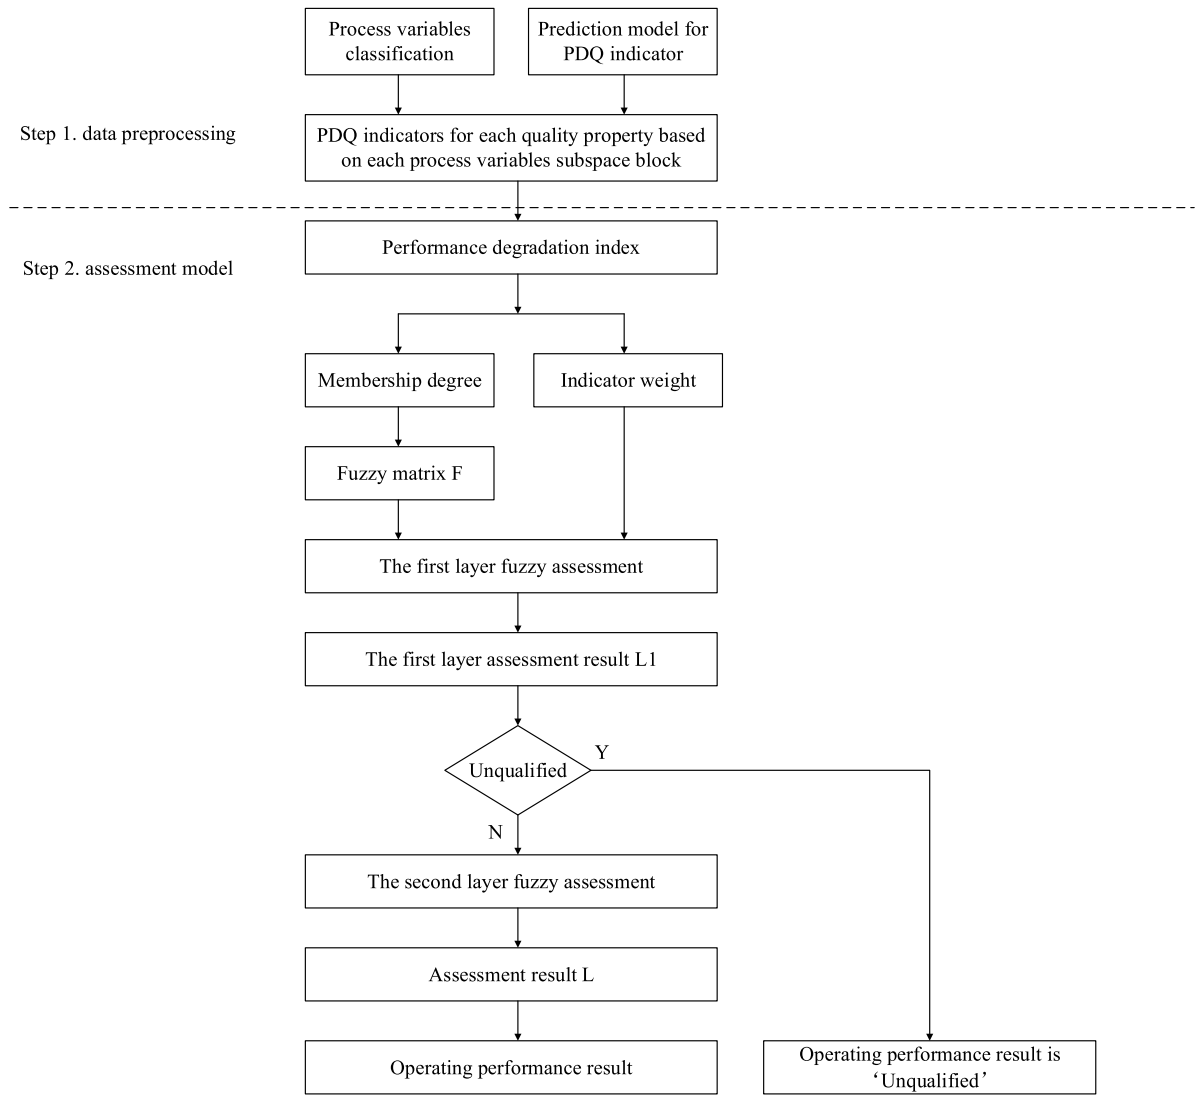 Process variables
classification
Prediction model for
PDQ indicator
Step 1. data preprocessing
PDQ indicators for each quality property based
on each process variables subspace block
Performance degradation index
Step 2. assessment model
Membership degree
Indicator weight
Fuzzy matrix F
The first layer fuzzy assessment
The first layer assessment result L1
Unqualified
Y
N
The second layer fuzzy assessment
Assessment result L
Operating performance result
Operating performance result is
‘Unqualified’